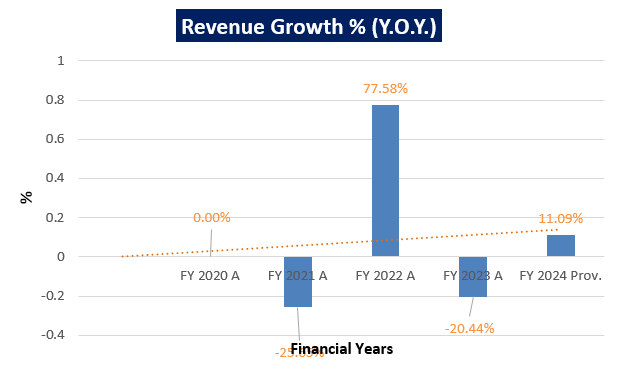 Revenue Growth % (Y.O.Y.)
1
0.8
0.6
0.4
0.2
0
-0.2
-0.4
%
0.00%
77.58%
-20.44%
11.09%
FY 2020 A
FY 2021 A
FY 2022 A
FY 2023 A
FY 2024 Prov.
Financial Years